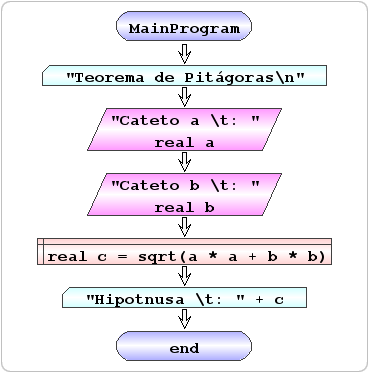 MainProgram
"Teorema de Pitágoras\n"
"Cateto a \t: "
real a
"Cateto b \t: "
real b
real c = sqrt(a * a + b * b)
"Hipotnusa \t: " + c
end